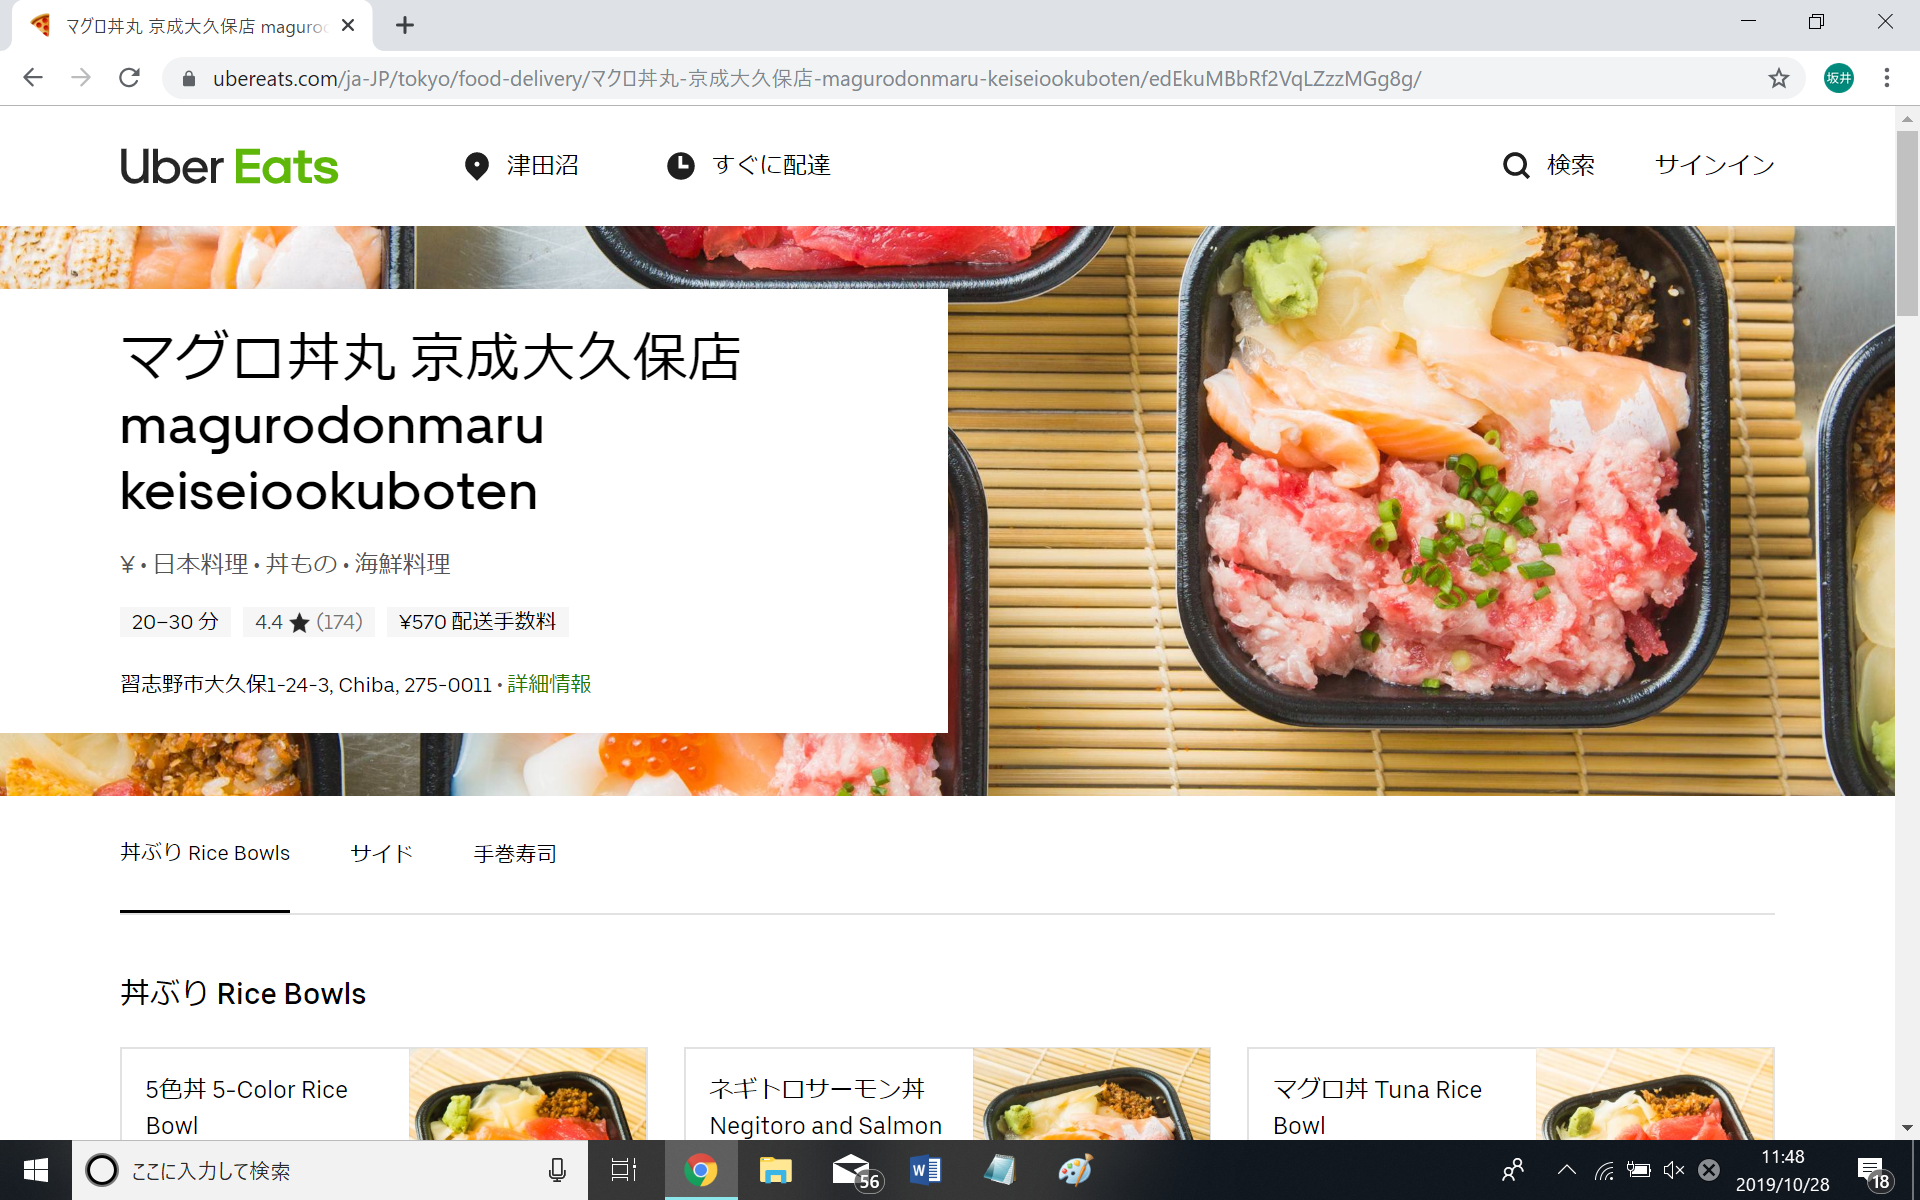 マグロ丼丸 京成大久保店 maguro
ubereats.com/ja-JP/tokyo/food-delivery/マクロ丼丸-京成大久保店-magurodonmaru-keiseiookuboten/edEkuMBbRf2VqLZzzMGg8g/
坂井
Uber Eats
津田沼
すぐに配達
検索
サインイン
マグロ丼丸 京成大久保店
magurodonmaru
keiseiookuboten
¥ • 日本料理 • 丼もの • 海鮮料理
20–30 分
4.4 ★ (174)
¥570 配送手数料
習志野市大久保1-24-3, Chiba, 275-0011 • 詳細情報
丼ぶり Rice Bowls
サイド
手巻寿司
丼ぶり Rice Bowls
5色丼 5-Color Rice
Bowl
ネギトロサーモン丼
Negitoro and Salmon
マグロ丼 Tuna Rice
Bowl
ここに入力して検索
56
W
11:48
2019/10/28
18